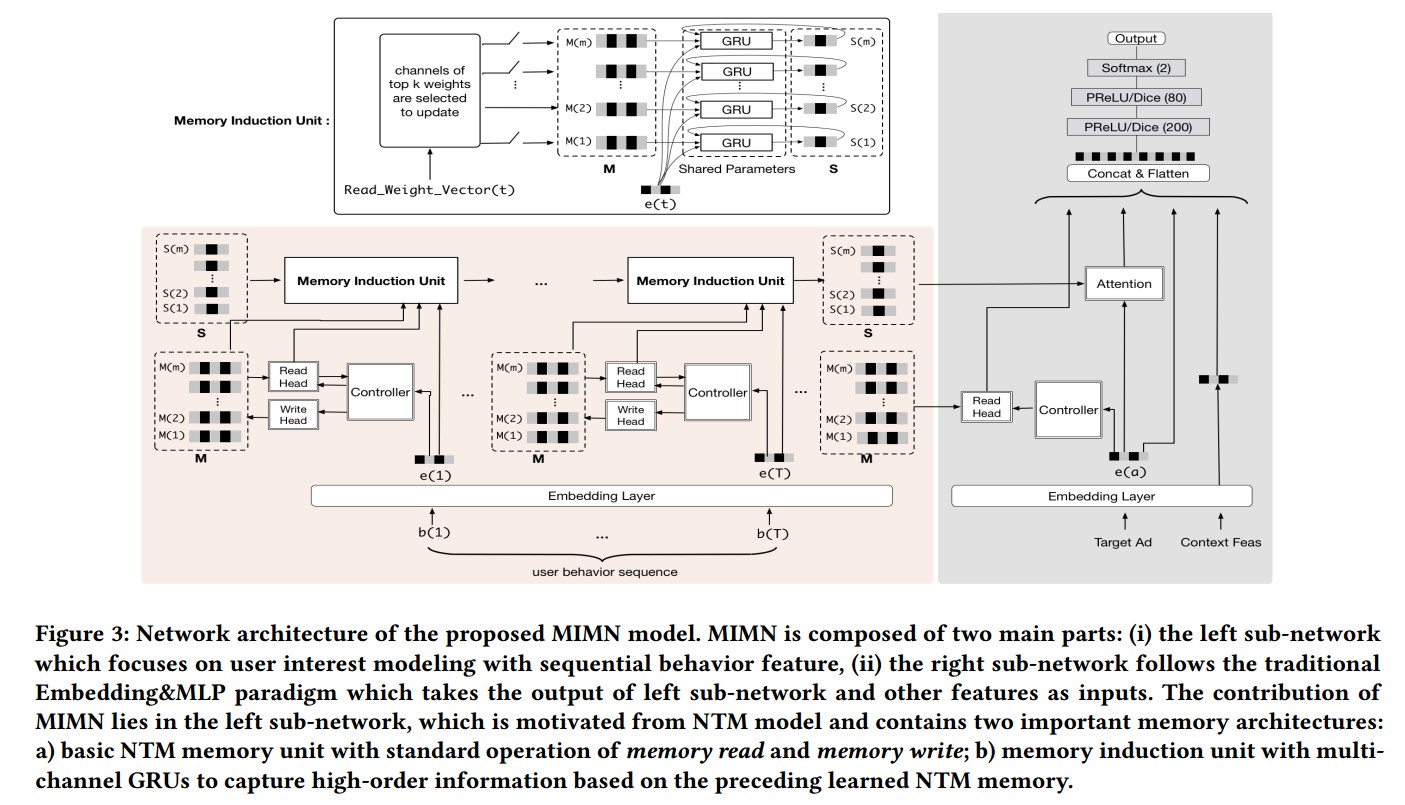 Memory Induction Unit :
channels of
top k weights
are selected
to update
Read_Weight_Vector(t)
M(m)
⋮
M(2)
M(1)
M
GRU
GRU
⋮
GRU
GRU
Shared Parameters
S(m)
⋮
S(2)
S(1)
S
e(t)
S(m)
⋮
S(2)
S(1)
S
Memory Induction Unit
...
Memory Induction Unit
S(m)
⋮
S(2)
S(1)
S
M(m)
⋮
M(2)
M(1)
M
Read
Head
Write
Head
Controller
...
e(1)
M(m)
⋮
M(2)
M(1)
M
Read
Head
Write
Head
Controller
...
e(T)
M(m)
⋮
M(2)
M(1)
M
Embedding Layer
b(1)
...
b(T)
user behavior sequence
Output
Softmax (2)
PReLU/Dice (80)
PReLU/Dice (200)
Concat & Flatten
Attention
Read
Head
Controller
e(a)
Embedding Layer
Target Ad
Context Feas
Figure 3: Network architecture of the proposed MIMN model. MIMN is composed of two main parts: (i) the left sub-network
which focuses on user interest modeling with sequential behavior feature, (ii) the right sub-network follows the traditional
Embedding&MLP paradigm which takes the output of left sub-network and other features as inputs. The contribution of
MIMN lies in the left sub-network, which is motivated from NTM model and contains two important memory architectures:
a) basic NTM memory unit with standard operation of memory read and memory write; b) memory induction unit with multi-
channel GRUs to capture high-order information based on the preceding learned NTM memory.